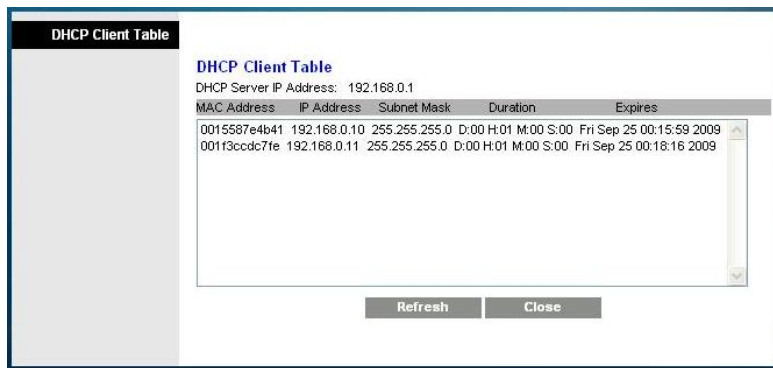 DHCP Client Table
DHCP Client Table
DHCP Server IP Address: 192.168.0.1
MAC Address IP Address Subnet Mask Duration Expires
0015587e4b41 192.168.0.10 255.255.255.0 D:00 H:01 M:00 S:00 Fri Sep 25 00:15:59 2009
001f3ccdc7fe 192.168.0.11 255.255.255.0 D:00 H:01 M:00 S:00 Fri Sep 25 00:18:16 2009
Refresh Close